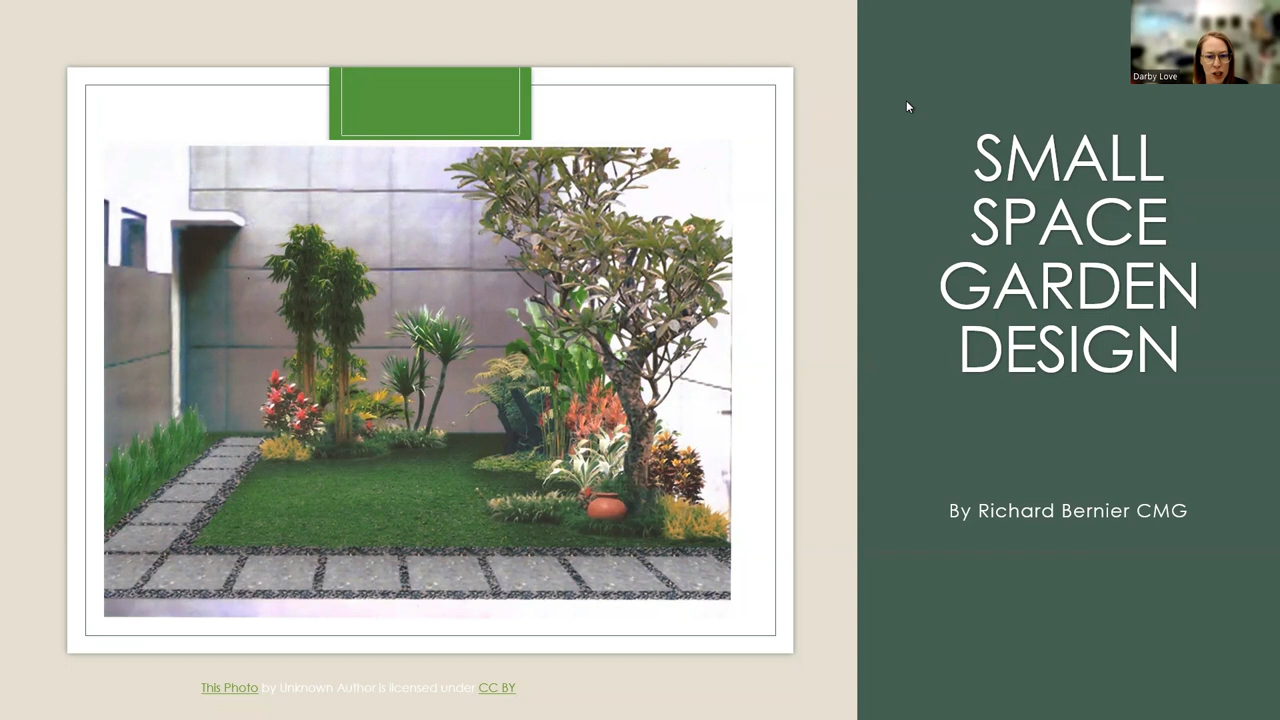 Darby Love
SMALL
SPACE
GARDEN
DESIGN
By Richard Bernier CMG
This Photo by Unknown Author is licensed under CC BY